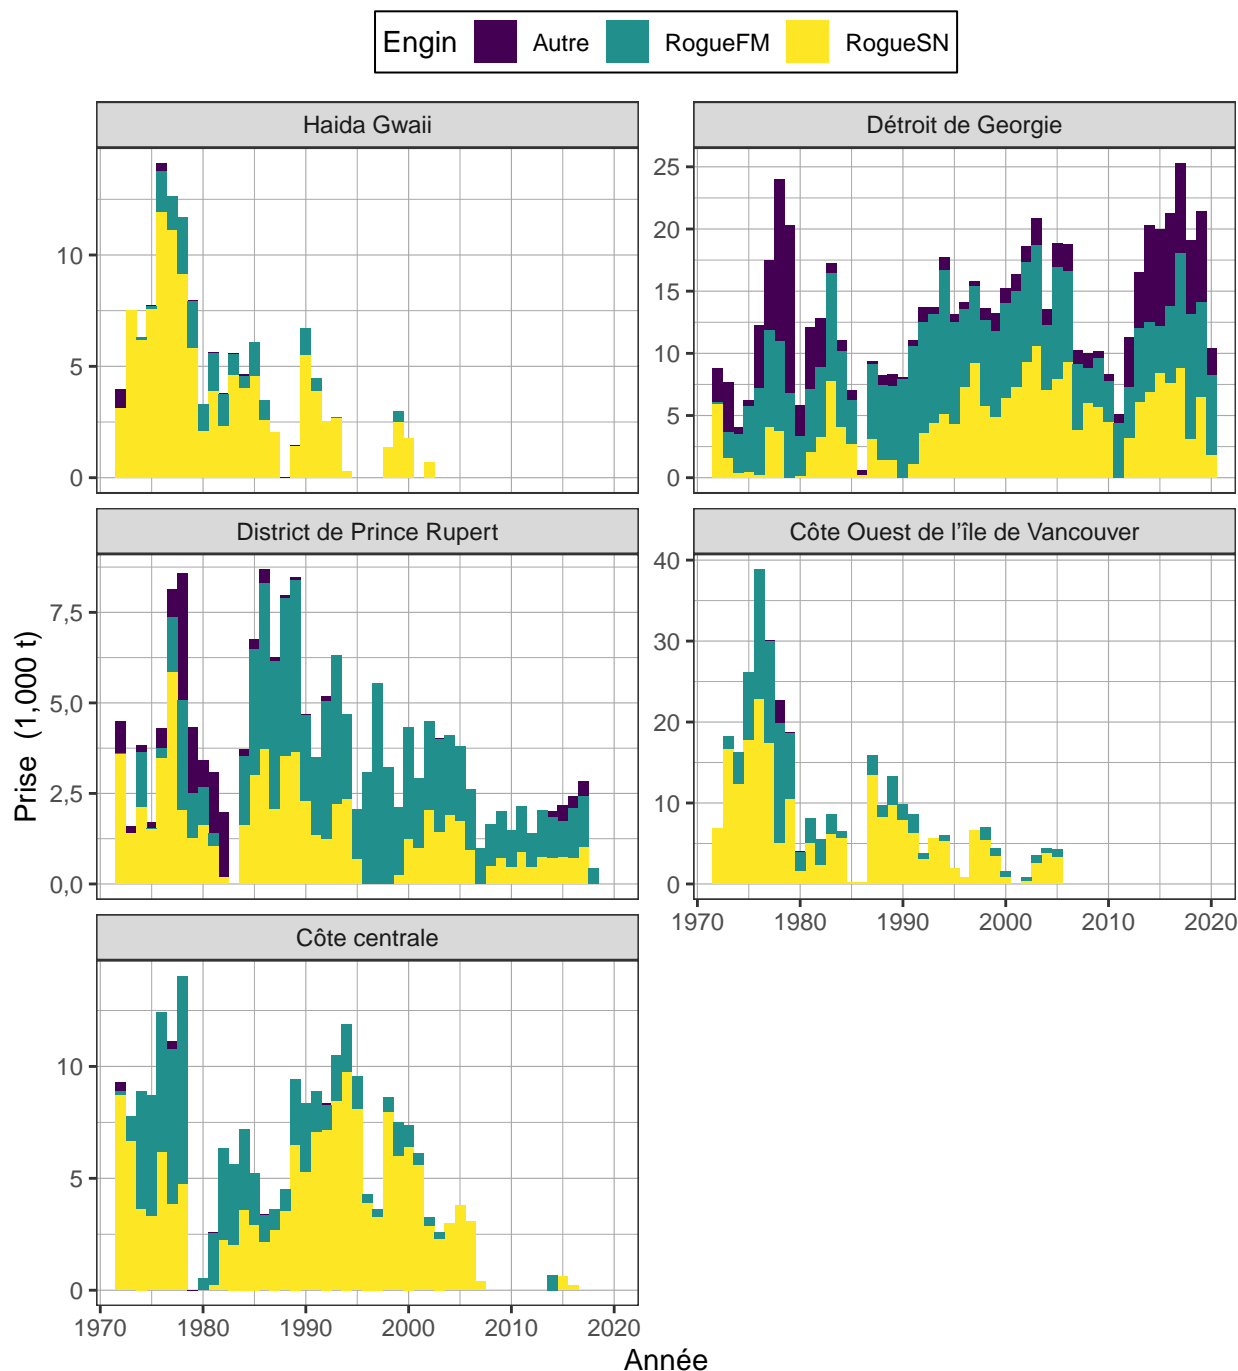 Engin Autre RogueFM RogueSN
Haida Gwaii
Détroit de Georgie
10
5
0
25
20
15
10
5
0
District de Prince Rupert
Côte Ouest de l'île de Vancouver
Prise (1,000 t)
7,5
5,0
2,5
0,0
40
30
20
10
0
1970 1980 1990 2000 2010 2020
Côte centrale
10
5
0
1970 1980 1990 2000 2010 2020
Année